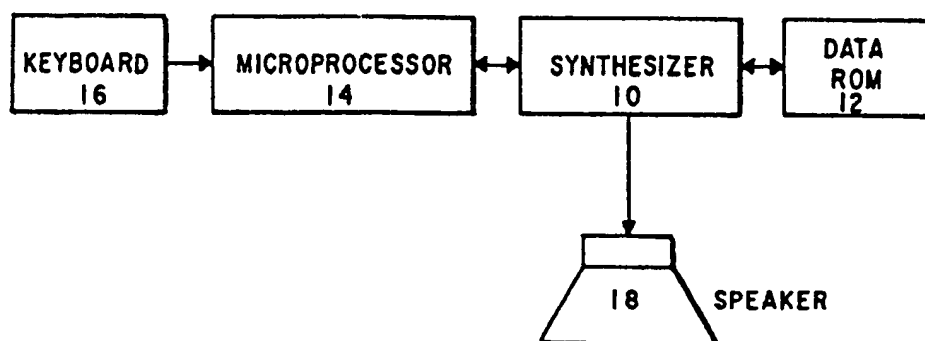 KEYBOARD
16
MICROPROCESSOR
14
SYNTHESIZER
10
DATA
ROM
12
18
SPEAKER